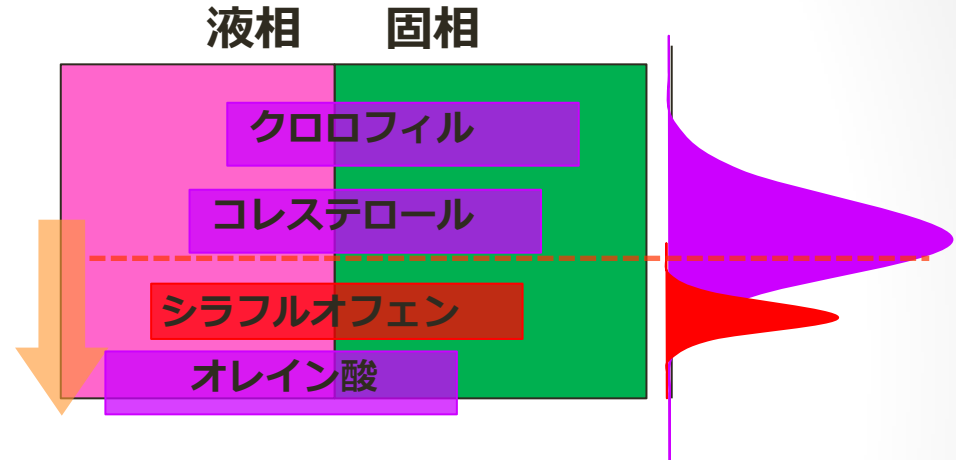 液相 固相
クロロフィル
コレステロール
シラフルオフェン
オレイン酸